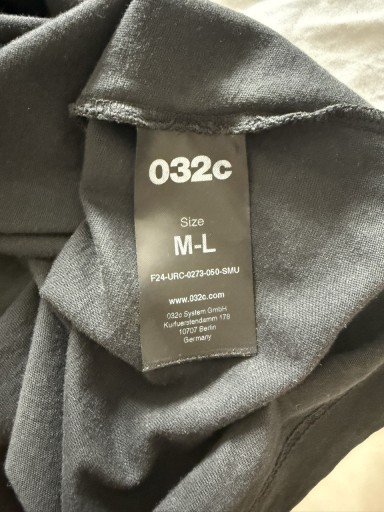 032c
Size
M-L
F24-URC-0273-050-SMU
www.032c.com
032c System GmbH
Kurfuerstendamm 178
10707 Berlin
Germany